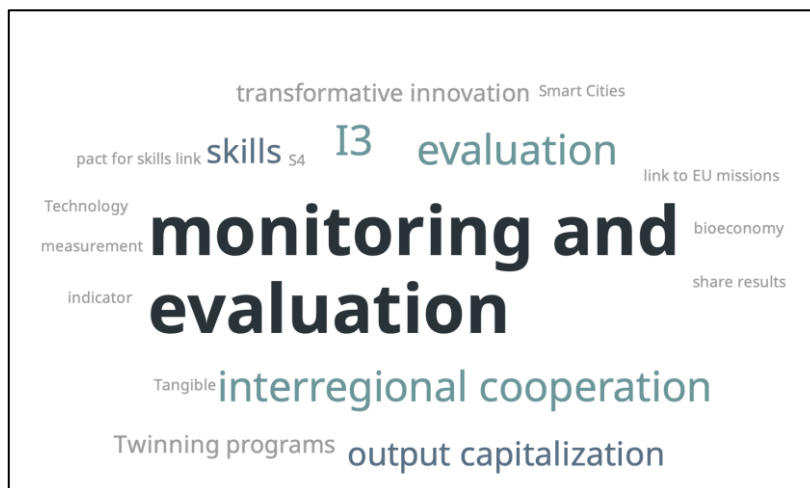 transformative innovation Smart Cities
I3
skills
evaluation
pact for skills link
S4
link to EU missions
Technology
monitoring and
evaluation
bioeconomy
measurement
share results
indicator
Tangible
interregional cooperation
Twinning programs
output capitalization